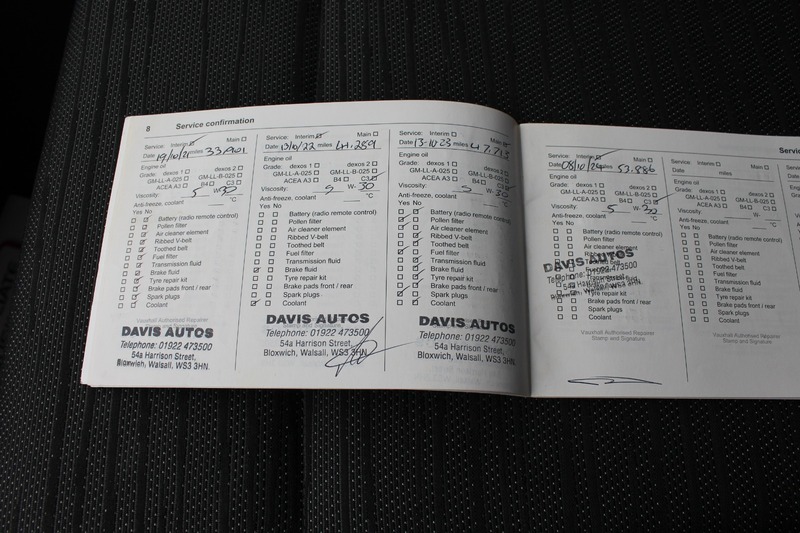 8 Service confirmation
Service: Interim Main
Date 19/10/21 miles
Engine oil
Grade: dexos 1 dexos 2
GM-LL-A-025 GM-LL-B-025
ACEA A3 B4 C3
Viscosity: 5 W- 30
Anti-freeze, coolant °C
Yes No
Battery (radio remote control)
Pollen filter
Air cleaner element
Ribbed V-belt
Toothed belt
Fuel filter
Transmission fluid
Brake fluid
Tyre repair kit
Brake pads front / rear
Spark plugs
Coolant
Vauxhall Authorised Repairer
DAVIS AUTOS
Telephone: 01922 473500
54a Harrison Street,
Bloxwich, Walsall, WS3 3HN.
Service: Interim Main
Date 13/10/22 miles 44.289
Engine oil
Grade: dexos 1 dexos 2
GM-LL-A-025 GM-LL-B-025
ACEA A3 B4 C3
Viscosity: 5 W- 30
Anti-freeze, coolant °C
Yes No
Battery (radio remote control)
Pollen filter
Air cleaner element
Ribbed V-belt
Toothed belt
Fuel filter
Transmission fluid
Brake fluid
Tyre repair kit
Brake pads front / rear
Spark plugs
Coolant
DAVIS AUTOS
Telephone: 01922 473500
54a Harrison Street,
Bloxwich, Walsall, WS3 3HN.
Service: Interim Main
Date 13-10-23 miles
Engine oil
Grade: dexos 1 dexos 2
GM-LL-A-025 GM-LL-B-025
ACEA A3 B4 C3
Viscosity: 5 W- 30
Anti-freeze, coolant °C
Yes No
Battery (radio remote control)
Pollen filter
Air cleaner element
Ribbed V-belt
Toothed belt
Fuel filter
Transmission fluid
Brake fluid
Tyre repair kit
Brake pads front / rear
Spark plugs
Coolant
DAVIS AUTOS
Telephone: 01922 473500
54a Harrison Street,
Bloxwich, Walsall, WS3 3HN.
Service: Interim Main
Date 08/10/24 miles 53.886
Engine oil
Grade: dexos 1 dexos 2
GM-LL-A-025 GM-LL-B-025
ACEA A3 B4 C3
Viscosity: 5 W- 30
Anti-freeze, coolant °C
Yes No
Battery (radio remote control)
Pollen filter
Air cleaner element
DAVIS AUTOS
Tyre repair kit
Brake pads front / rear
Spark plugs
Coolant
Vauxhall Authorised Repairer
Stamp and Signature
Service: Interim
Date miles
Engine oil
Grade: dexos 1
GM-LL-A-025
ACEA A3
Viscosity:
Anti-freeze, coolant
Yes No
Battery (radio remote
Pollen filter
Air cleaner element
Ribbed V-belt
Toothed belt
Fuel filter
Transmission fluid
Brake fluid
Tyre repair kit
Brake pads front / rear
Spark plugs
Coolant
Vauxhall Authorised Repairer
Stamp and Signature